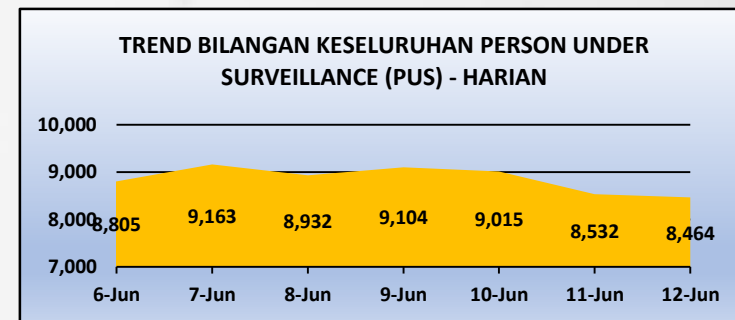 TREND BILANGAN KESELURUHAN PERSON UNDER
SURVEILLANCE (PUS) - HARIAN
10,000
9,000
8,000
7,000
8,805
9,163
8,932
9,104
9,015
8,532
8,464
6-Jun
7-Jun
8-Jun
9-Jun
10-Jun
11-Jun
12-Jun